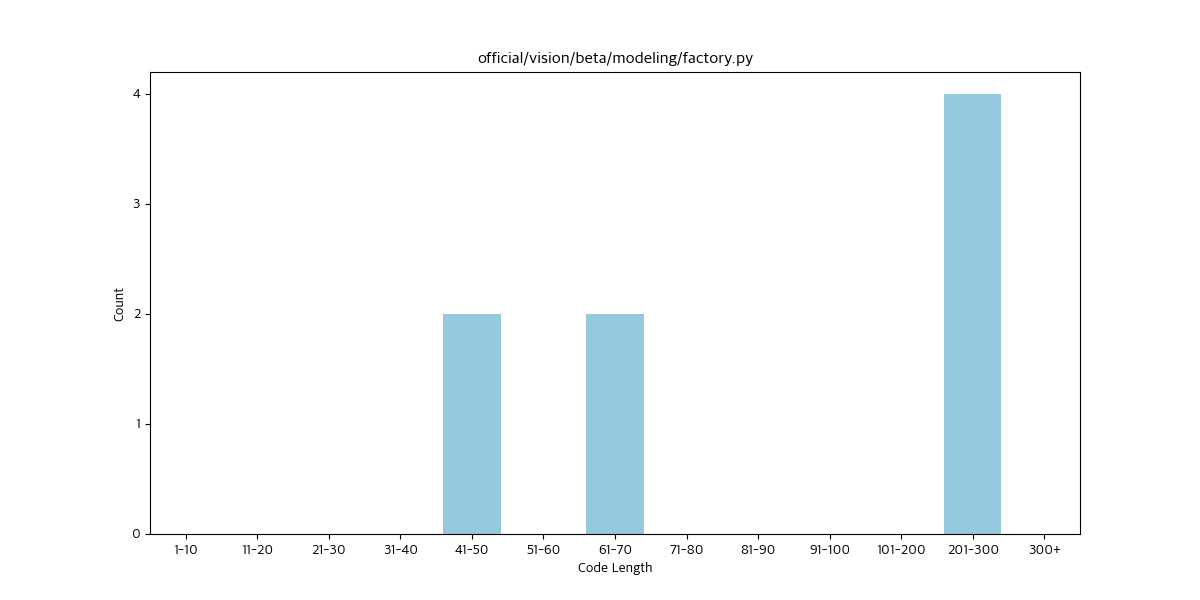 official/vision/beta/modeling/factory.py
4
3
2
1
0
Count
1-10 11-20 21-30 31-40 41-50 51-60 61-70 71-80 81-90 91-100 101-200 201-300 300+
Code Length